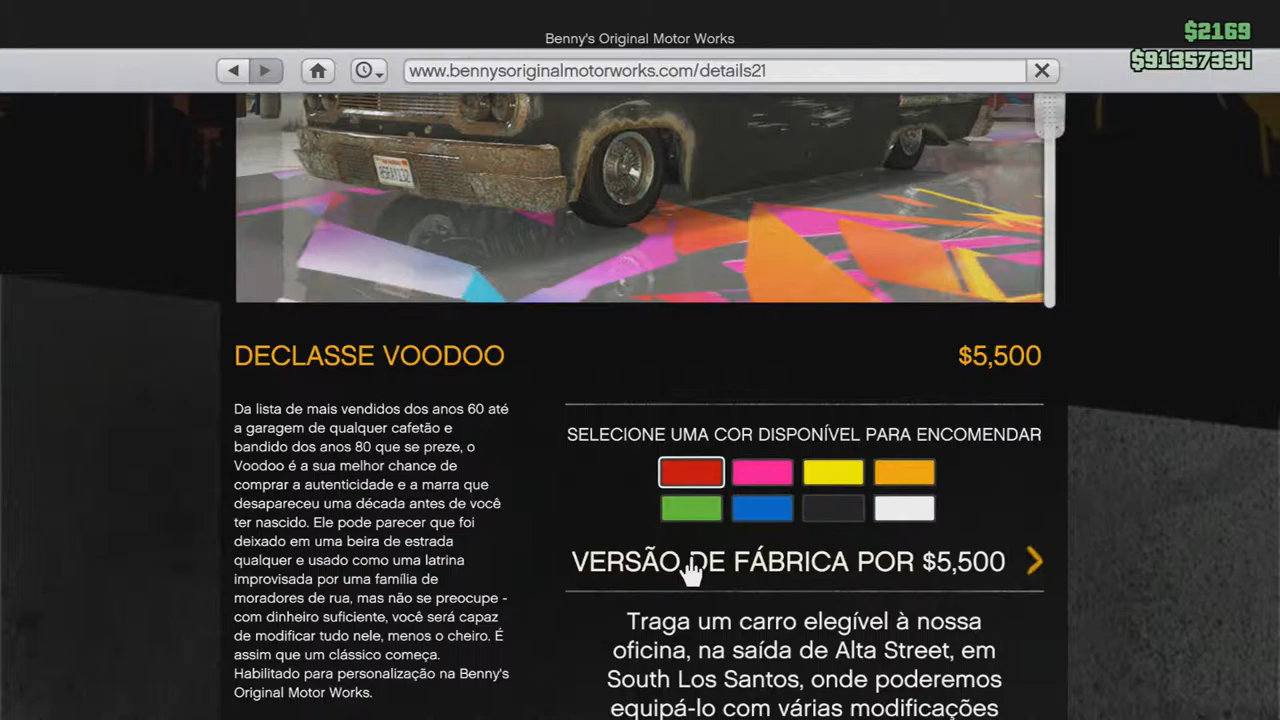 Benny's Original Motor Works
$2169
$91357334
www.bennysoriginalmotorworks.com/details21
DECLASSE VOODOO
$5,500
Da lista de mais vendidos dos anos 60 até
a garagem de qualquer cafetão e
bandido dos anos 80 que se preze, o
Voodoo é a sua melhor chance de
comprar a autenticidade e a marra que
desapareceu uma década antes de você
ter nascido. Ele pode parecer que foi
deixado em uma beira de estrada
qualquer e usado como uma latrina
improvisada por uma família de
moradores de rua, mas não se preocupe -
com dinheiro suficiente, você será capaz
de modificar tudo nele, menos o cheiro. É
assim que um clássico começa.
Habilitado para personalização na Benny's
Original Motor Works.
SELECIONE UMA COR DISPONÍVEL PARA ENCOMENDAR
VERSÃO DE FÁBRICA POR $5,500
Traga um carro elegível à nossa
oficina, na saída de Alta Street, em
South Los Santos, onde poderemos
equipá-lo com várias modificações